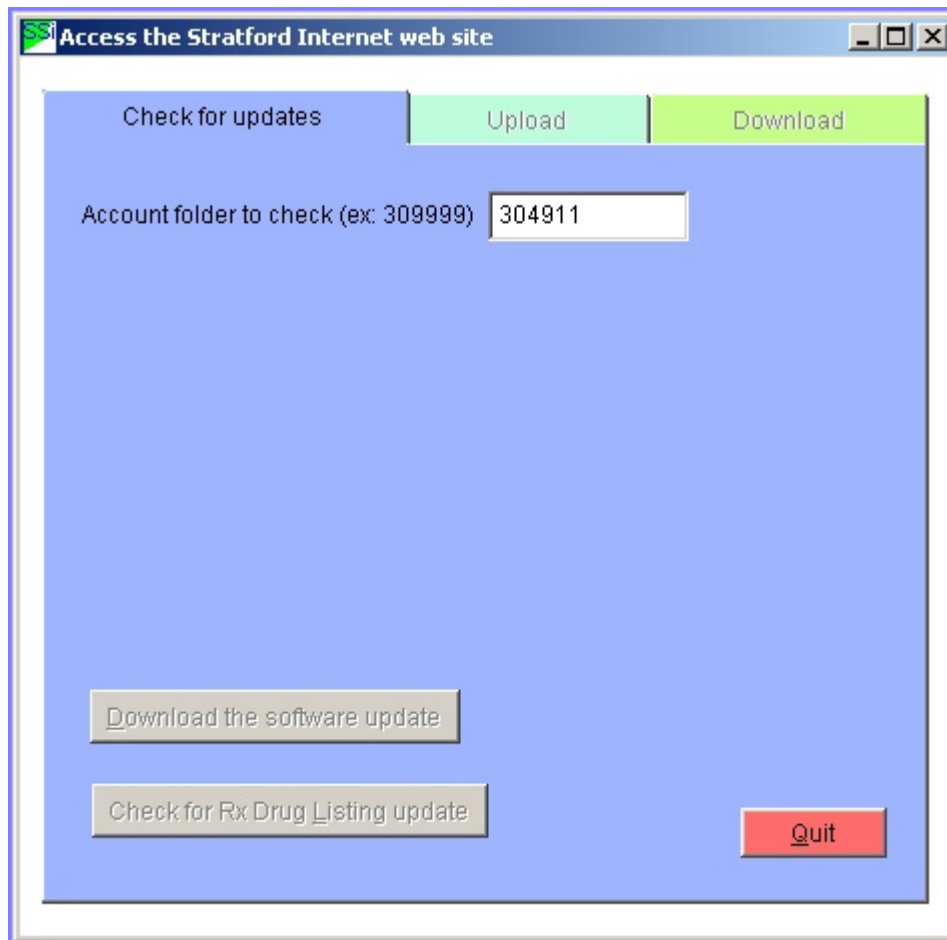 SSi Access the Stratford Internet web site
Check for updates Upload Download
Account folder to check (ex: 309999) 304911
Download the software update
Check for Rx Drug Listing update
Quit